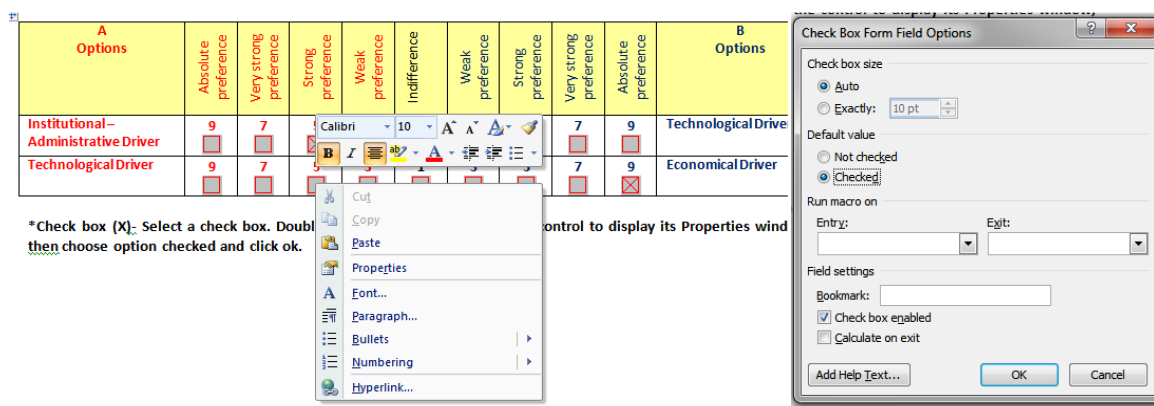 A
Options
Absolute
preference
Very strong
preference
Strong
preference
Weak
preference
Indifference
Weak
preference
Strong
preference
Very strong
preference
Absolute
preference
B
Options
Institutional–
Administrative Driver
9 7 7 9
Technological Drive
Technological Driver
9 7 7 9
Economical Driver
Calibri 10
B I
Cut
Copy
Paste
Properties
Font...
Paragraph...
Bullets
Numbering
Hyperlink...
*Check box (X)- Select a check box. Doubl ontrol to display its Properties wind
then choose option checked and click ok.
Check Box Form Field Options
Check box size
Auto
Exactly: 10 pt
Default value
Not checked
Checked
Run macro on
Entry: Exit:
Field settings
Bookmark:
Check box enabled
Calculate on exit
Add Help Text... OK Cancel